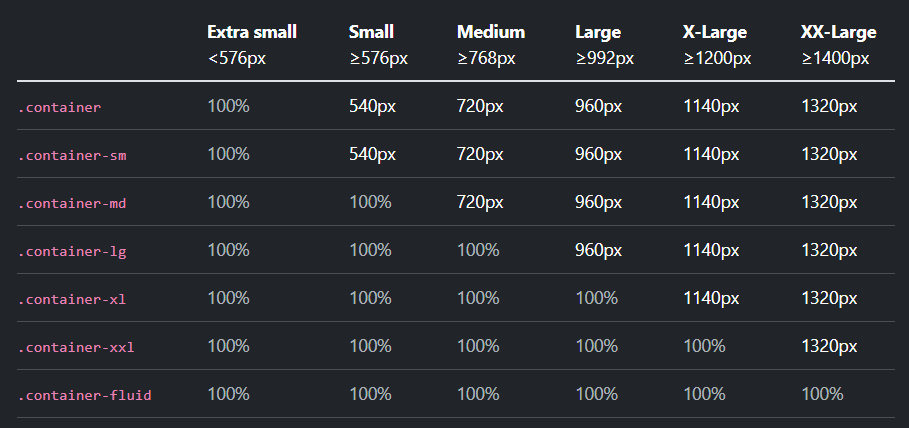 Extra small Small Medium Large X-Large XX-Large
<576px ≥576px ≥768px ≥992px ≥1200px ≥1400px
.container 100% 540px 720px 960px 1140px 1320px
.container-sm 100% 540px 720px 960px 1140px 1320px
.container-md 100% 100% 720px 960px 1140px 1320px
.container-lg 100% 100% 100% 960px 1140px 1320px
.container-xl 100% 100% 100% 100% 1140px 1320px
.container-xxl 100% 100% 100% 100% 100% 1320px
.container-fluid 100% 100% 100% 100% 100% 100%